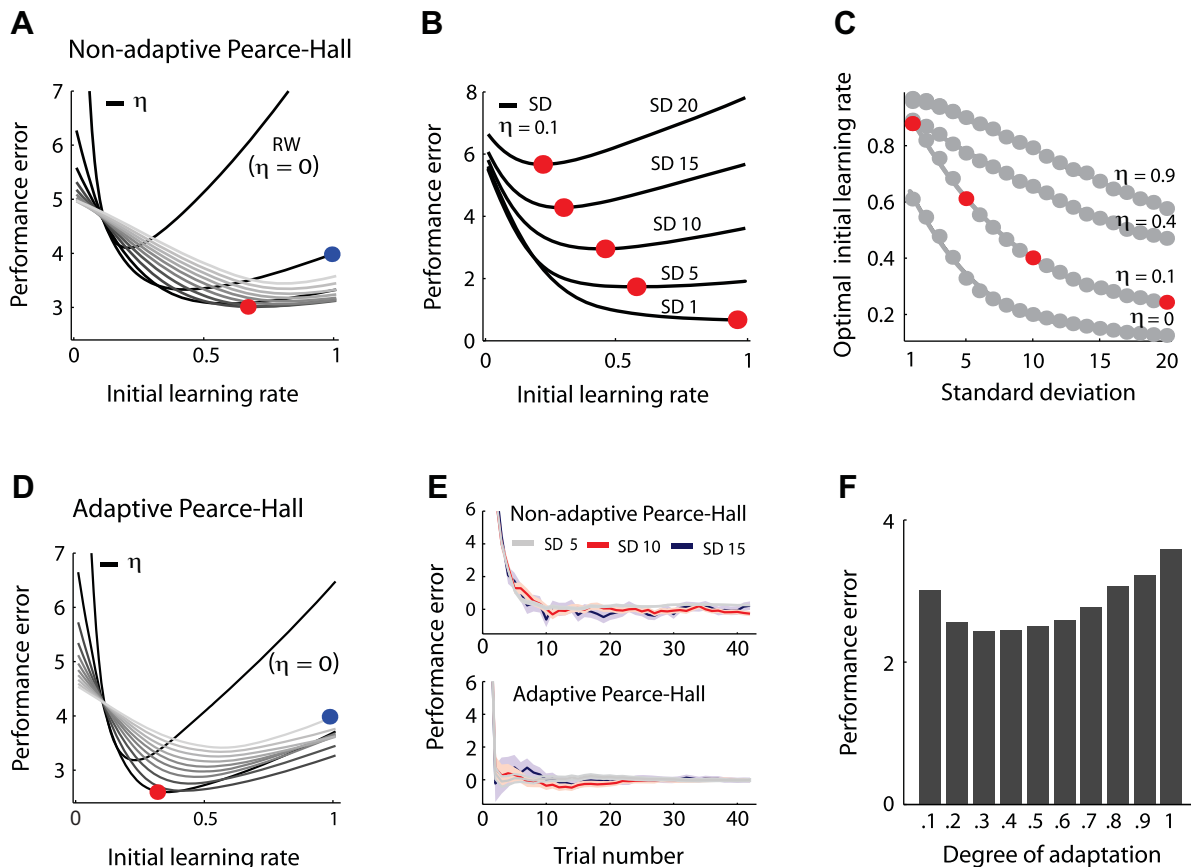 A
Non-adaptive Pearce-Hall
7
6
5
4
3
η
RW
(η = 0)
0
0.5
1
Performance error
Initial learning rate
B
8
6
4
2
0
SD
η = 0.1
SD 20
SD 15
SD 10
SD 5
SD 1
0
0.5
1
Performance error
Initial learning rate
C
0.8
0.6
0.4
0.2
η = 0.9
η = 0.4
η = 0.1
η = 0
1
5
10
15
20
Optimal initial learning rate
Standard deviation
D
Adaptive Pearce-Hall
7
6
5
4
3
η
(η = 0)
0
0.5
1
Performance error
Initial learning rate
E
Non-adaptive Pearce-Hall
SD 5 SD 10 SD 15
6
4
2
0
0 10 20 30 40
Adaptive Pearce-Hall
6
4
2
0
0 10 20 30 40
Performance error
Trial number
F
4
2
0
.1 .2 .3 .4 .5 .6 .7 .8 .9 1
Performance error
Degree of adaptation